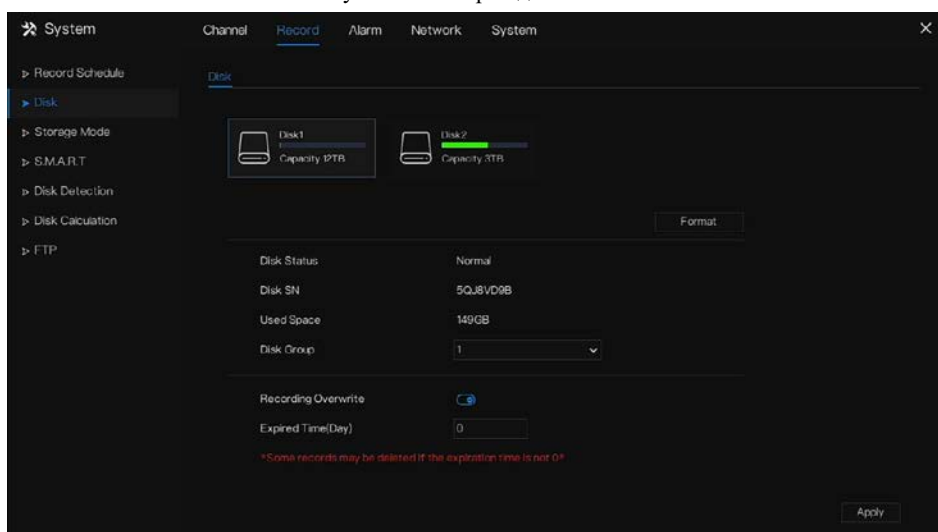 System
Channel Record Alarm Network System
Record Schedule
Disk
Storage Mode
S.M.A.R.T
Disk Detection
Disk Calculation
FTP
Disk
Disk1
Capacity 12TB
Disk2
Capacity 3TB
Format
Disk Status Normal
Disk SN 5QJ8VD9B
Used Space 149GB
Disk Group 1
Recording Overwrite
Expired Time(Day) 0
*Some records may be deleted if the expiration time is not 0*
Apply